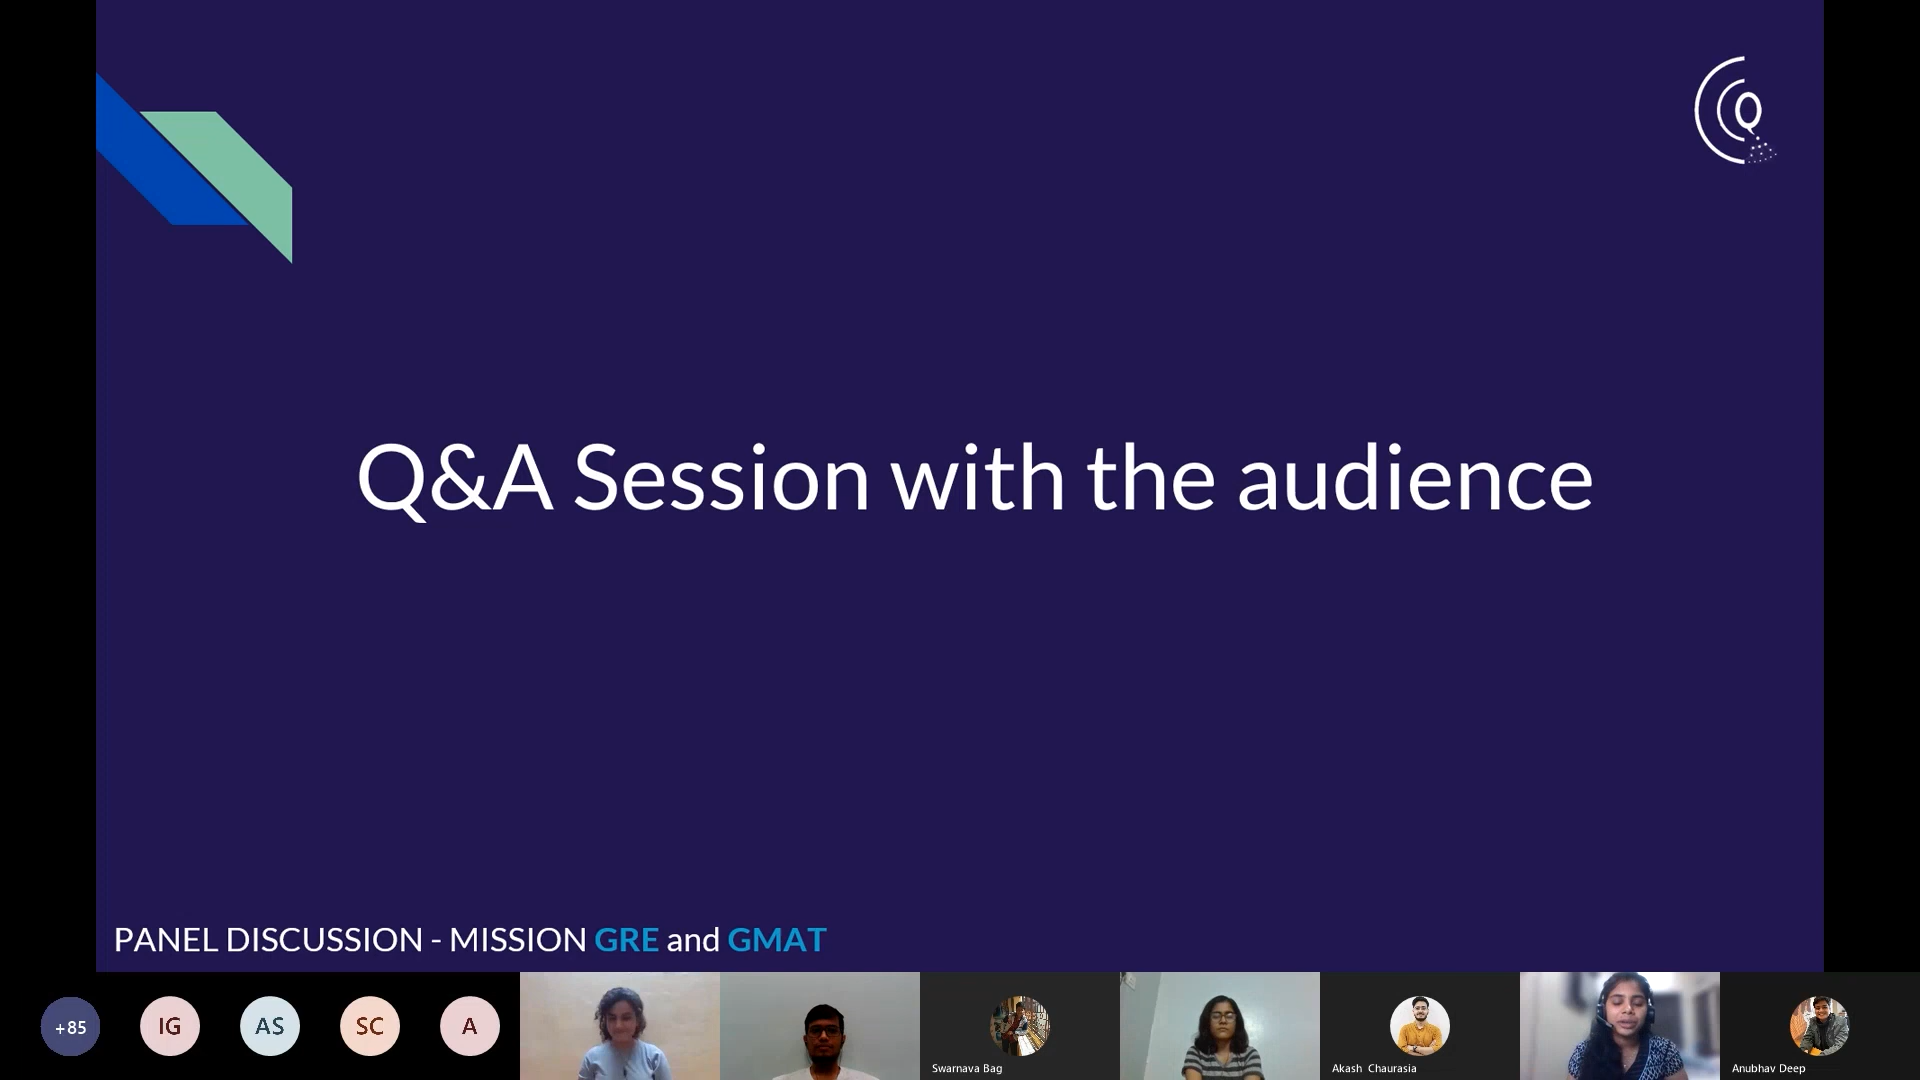 Q
Q&A Session with the audience
PANEL DISCUSSION - MISSION GRE and GMAT
+85
IG
AS
SC
A
Swarnava Bag
Akash Chaurasia
Anubhav Deep